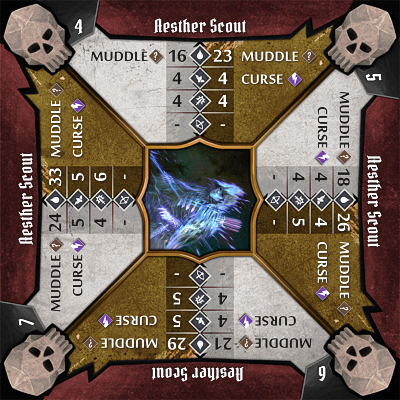 4
Aesther Scout
MUDDLE 16 23 MUDDLE
4 4 CURSE
4 4
- -
5
Aesther Scout
MUDDLE 18 26 MUDDLE
CURSE 4 4 CURSE
4 5
- -
6
Aesther Scout
MUDDLE 21 29 MUDDLE
CURSE 4 5 CURSE
4 5
- -
7
Aesther Scout
MUDDLE 24 33 MUDDLE
CURSE 5 5 CURSE
4 6
- -